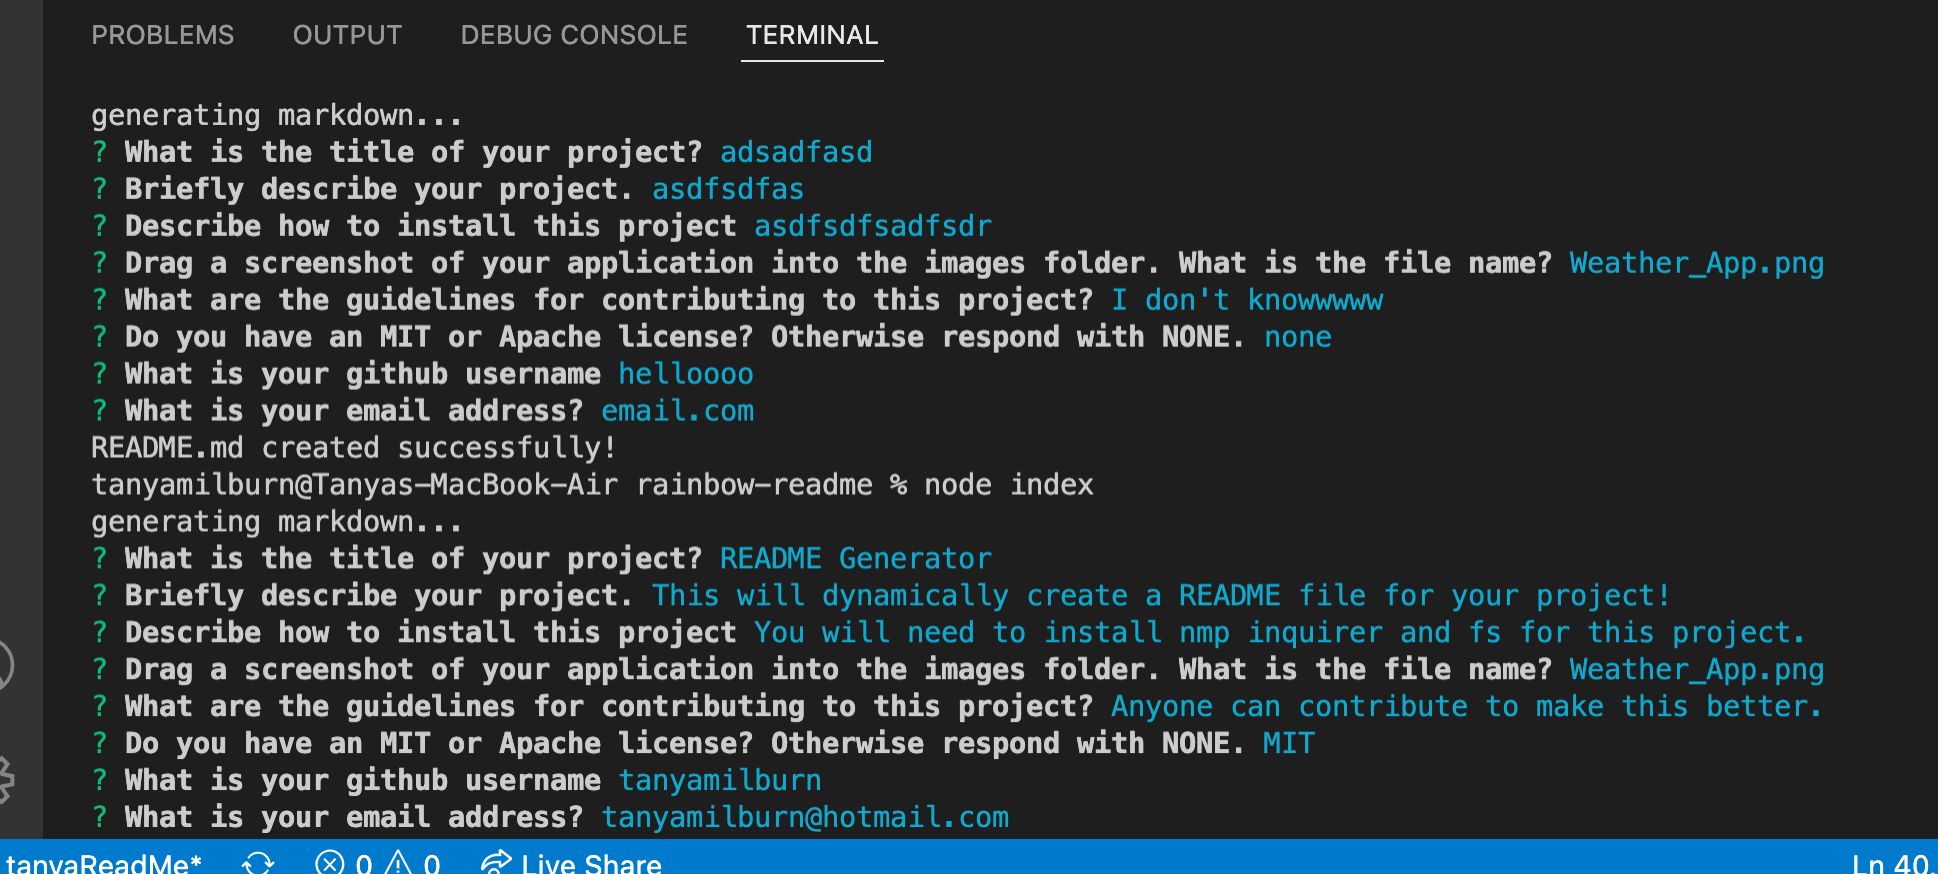 PROBLEMS OUTPUT DEBUG CONSOLE TERMINAL
generating markdown...
? What is the title of your project? adsadfasd
? Briefly describe your project. asdfsdfas
? Describe how to install this project asdfsdfsadfsdr
? Drag a screenshot of your application into the images folder. What is the file name? Weather_App.png
? What are the guidelines for contributing to this project? I don't knowwwww
? Do you have an MIT or Apache license? Otherwise respond with NONE. none
? What is your github username helloooo
? What is your email address? email.com
README.md created successfully!
tanyamilburn@Tanyas-MacBook-Air rainbow-readme % node index
generating markdown...
? What is the title of your project? README Generator
? Briefly describe your project. This will dynamically create a README file for your project!
? Describe how to install this project You will need to install nmp inquirer and fs for this project.
? Drag a screenshot of your application into the images folder. What is the file name? Weather_App.png
? What are the guidelines for contributing to this project? Anyone can contribute to make this better.
? Do you have an MIT or Apache license? Otherwise respond with NONE. MIT
? What is your github username tanyamilburn
? What is your email address? tanyamilburn@hotmail.com
tanyaReadMe* 0 0 Live Share Ln 40,